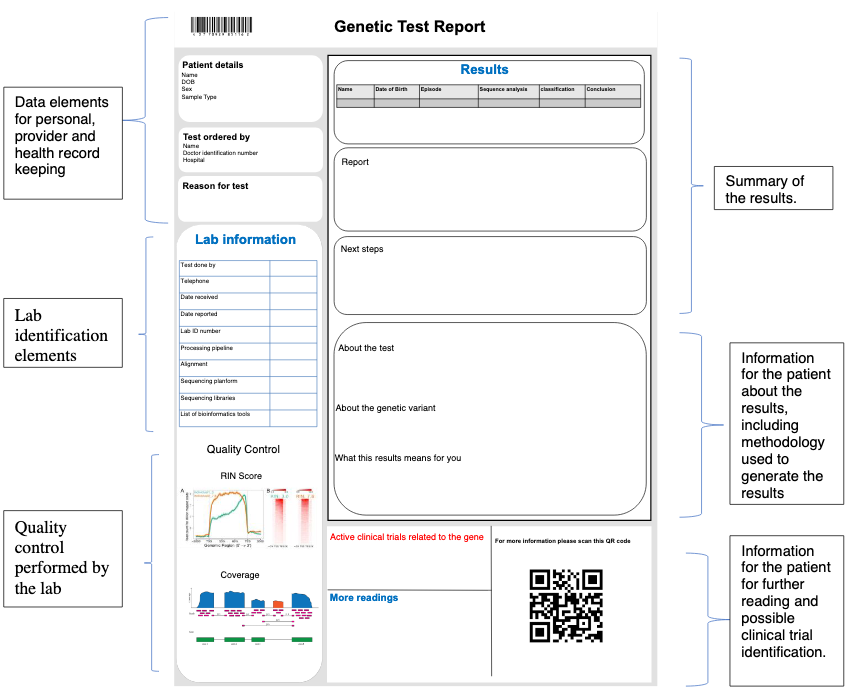 Genetic Test Report
Data elements
for personal,
provider and
health record
keeping
Patient details
Name
DOB
Sex
Sample Type
Test ordered by
Name
Doctor identification number
Hospital
Reason for test
Lab
identification
elements
Lab information
Test done by
Telephone
Date received
Date reported
Lab ID number
Processing pipeline
Alignment
Sequencing planform
Sequencing libraries
List of bioinformatics tools
Quality
control
performed by
the lab
Quality Control
RIN Score
A
B
Genomic Region (5' -> 3')
Coverage
Results
Name Date of Birth Episode Sequence analysis classification Conclusion
Report
Next steps
Summary of
the results.
About the test
About the genetic variant
What this results means for you
Information
for the patient
about the
results,
including
methodology
used to
generate the
results
Active clinical trials related to the gene
More readings
For more information please scan this QR code
Information
for the patient
for further
reading and
possible
clinical trial
identification.